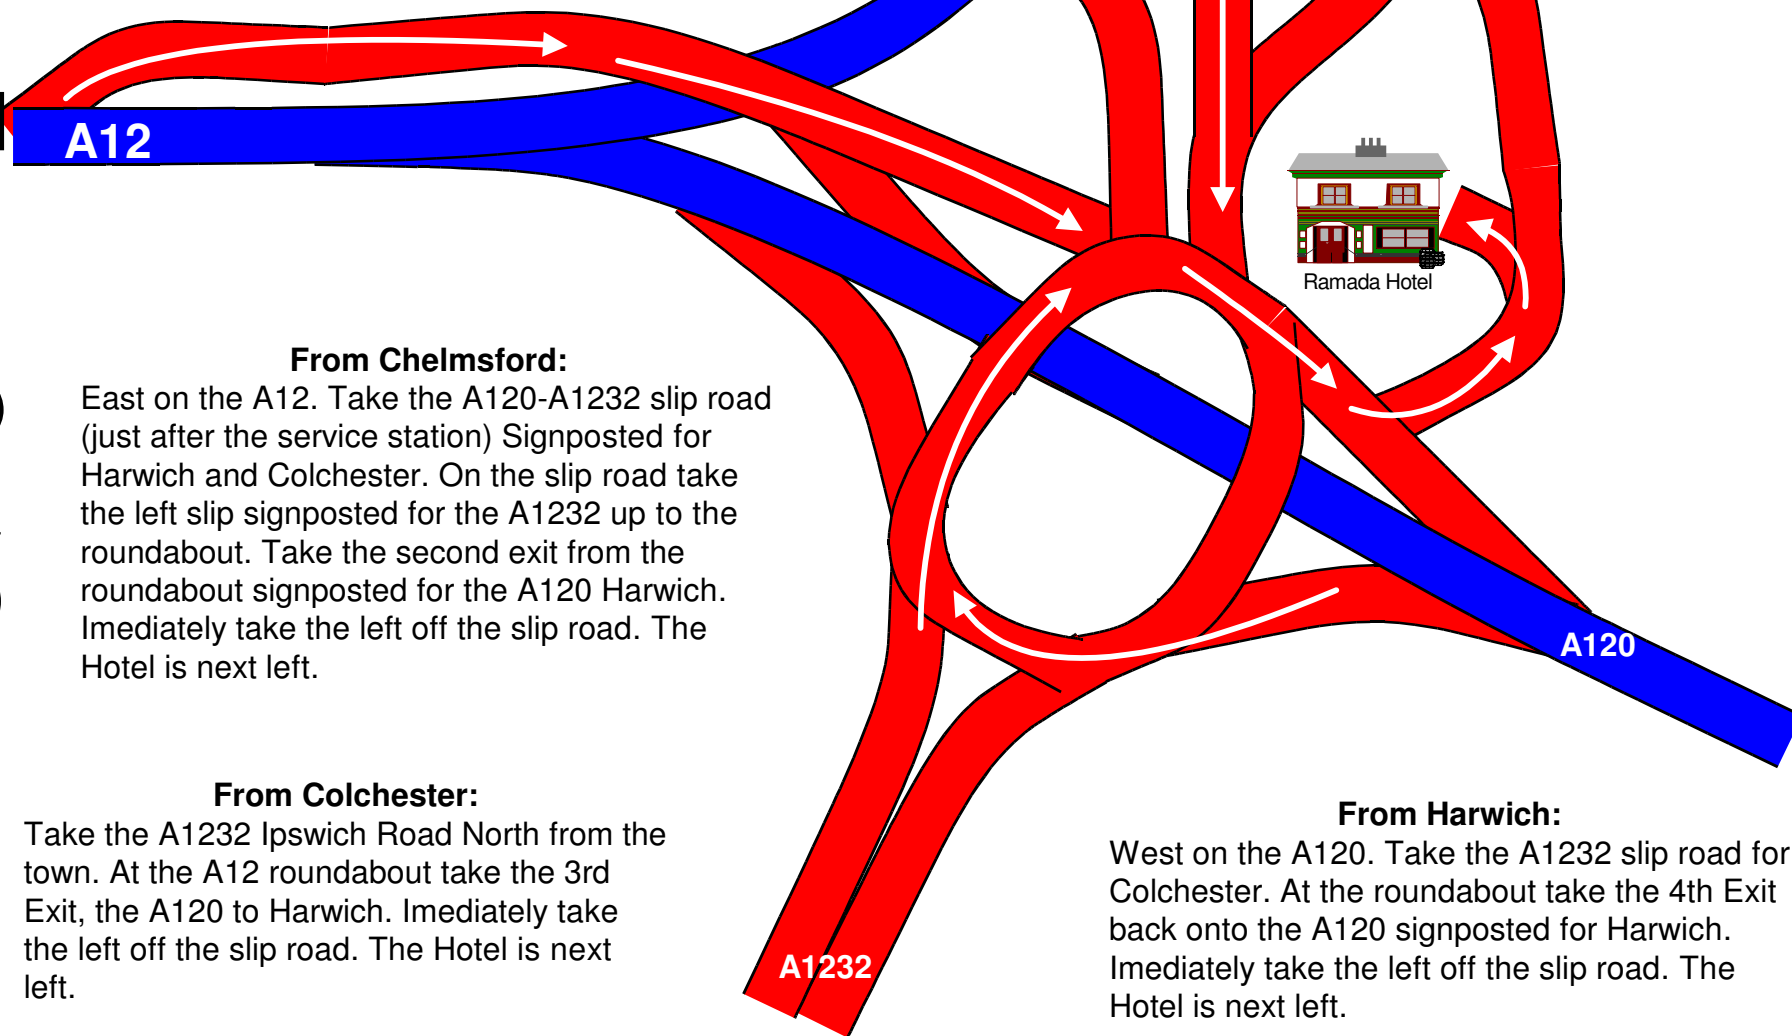 A12
Ramada Hotel
From Chelmsford:
East on the A12. Take the A120-A1232 slip road
(just after the service station) Signposted for
Harwich and Colchester. On the slip road take
the left slip signposted for the A1232 up to the
roundabout. Take the second exit from the
roundabout signposted for the A120 Harwich.
Imediately take the left off the slip road. The
Hotel is next left.
A120
From Colchester:
Take the A1232 Ipswich Road North from the
town. At the A12 roundabout take the 3rd
Exit, the A120 to Harwich. Imediately take
the left off the slip road. The Hotel is next
left.
A1232
From Harwich:
West on the A120. Take the A1232 slip road for
Colchester. At the roundabout take the 4th Exit
back onto the A120 signposted for Harwich.
Imediately take the left off the slip road. The
Hotel is next left.